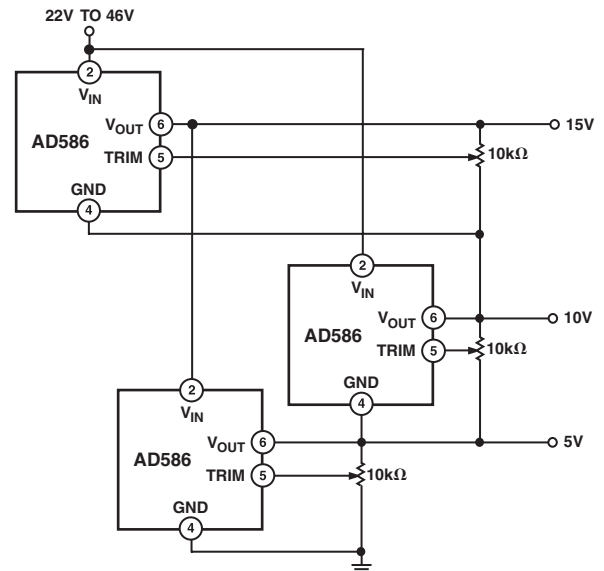 22V TO 46V
2
VIN
AD586
VOUT 6
15V
TRIM 5
10kΩ
GND
4
2
VIN
AD586
VOUT 6
10V
TRIM 5
10kΩ
GND
4
2
VIN
AD586
VOUT 6
5V
TRIM 5
10kΩ
GND
4